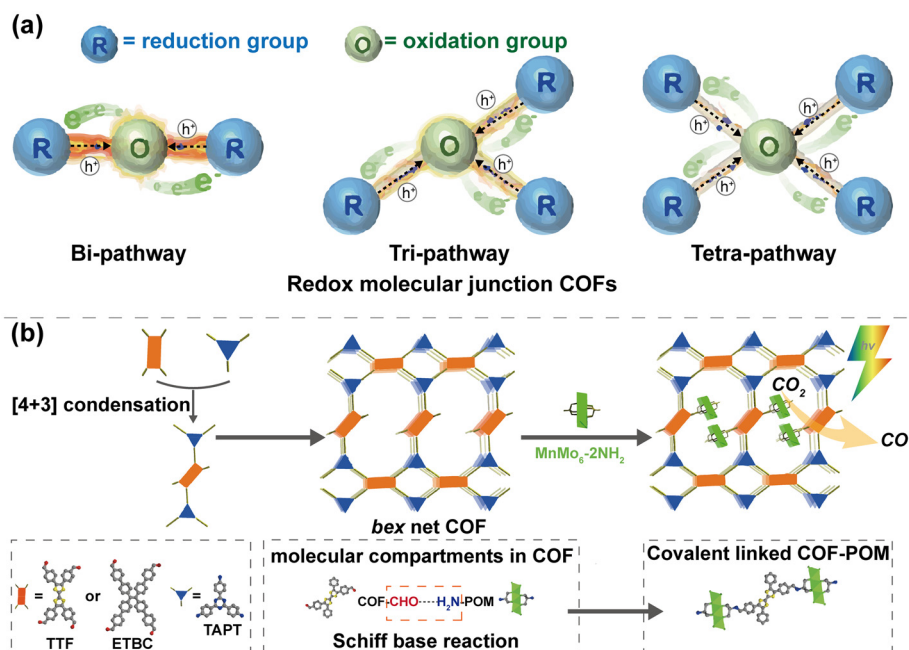 (a)
R = reduction group
O = oxidation group
R h⁺ O h⁺ R
e⁻ e⁻ e⁻
e⁻
R h⁺ O
R h⁺ h⁺ R
e⁻ e⁻ e⁻
R h⁺ O h⁺ R
R h⁺ h⁺ R
e⁻ e⁻ e⁻ e⁻
Bi-pathway
Tri-pathway
Tetra-pathway
Redox molecular junction COFs
(b)
[4+3] condensation
bex net COF
MnMo₆-2NH₂
hv
CO₂
CO
= or =
TTF
ETBC
TAPT
molecular compartments in COF
COF-CHO----H₂N-POM
Schiff base reaction
Covalent linked COF-POM